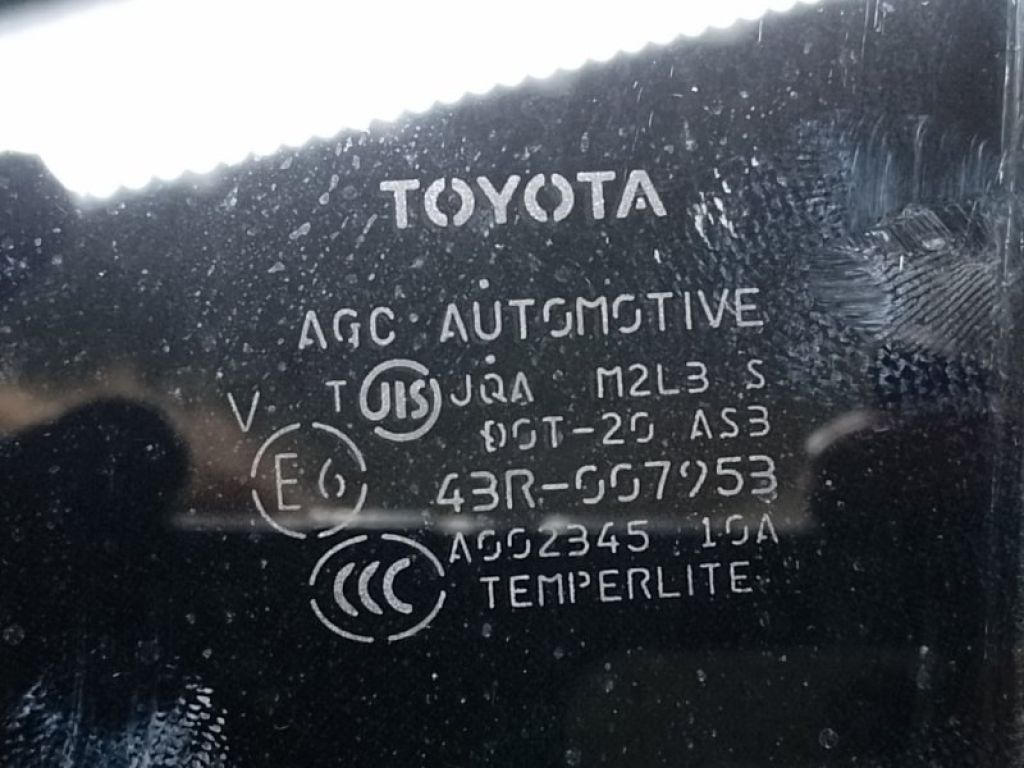 TOYOTA
AGC AUTOMOTIVE
V T JIS JQA M2L3 S
DOT-20 AS3
E6 43R-007953
CCC A002345 10A
TEMPERLITE